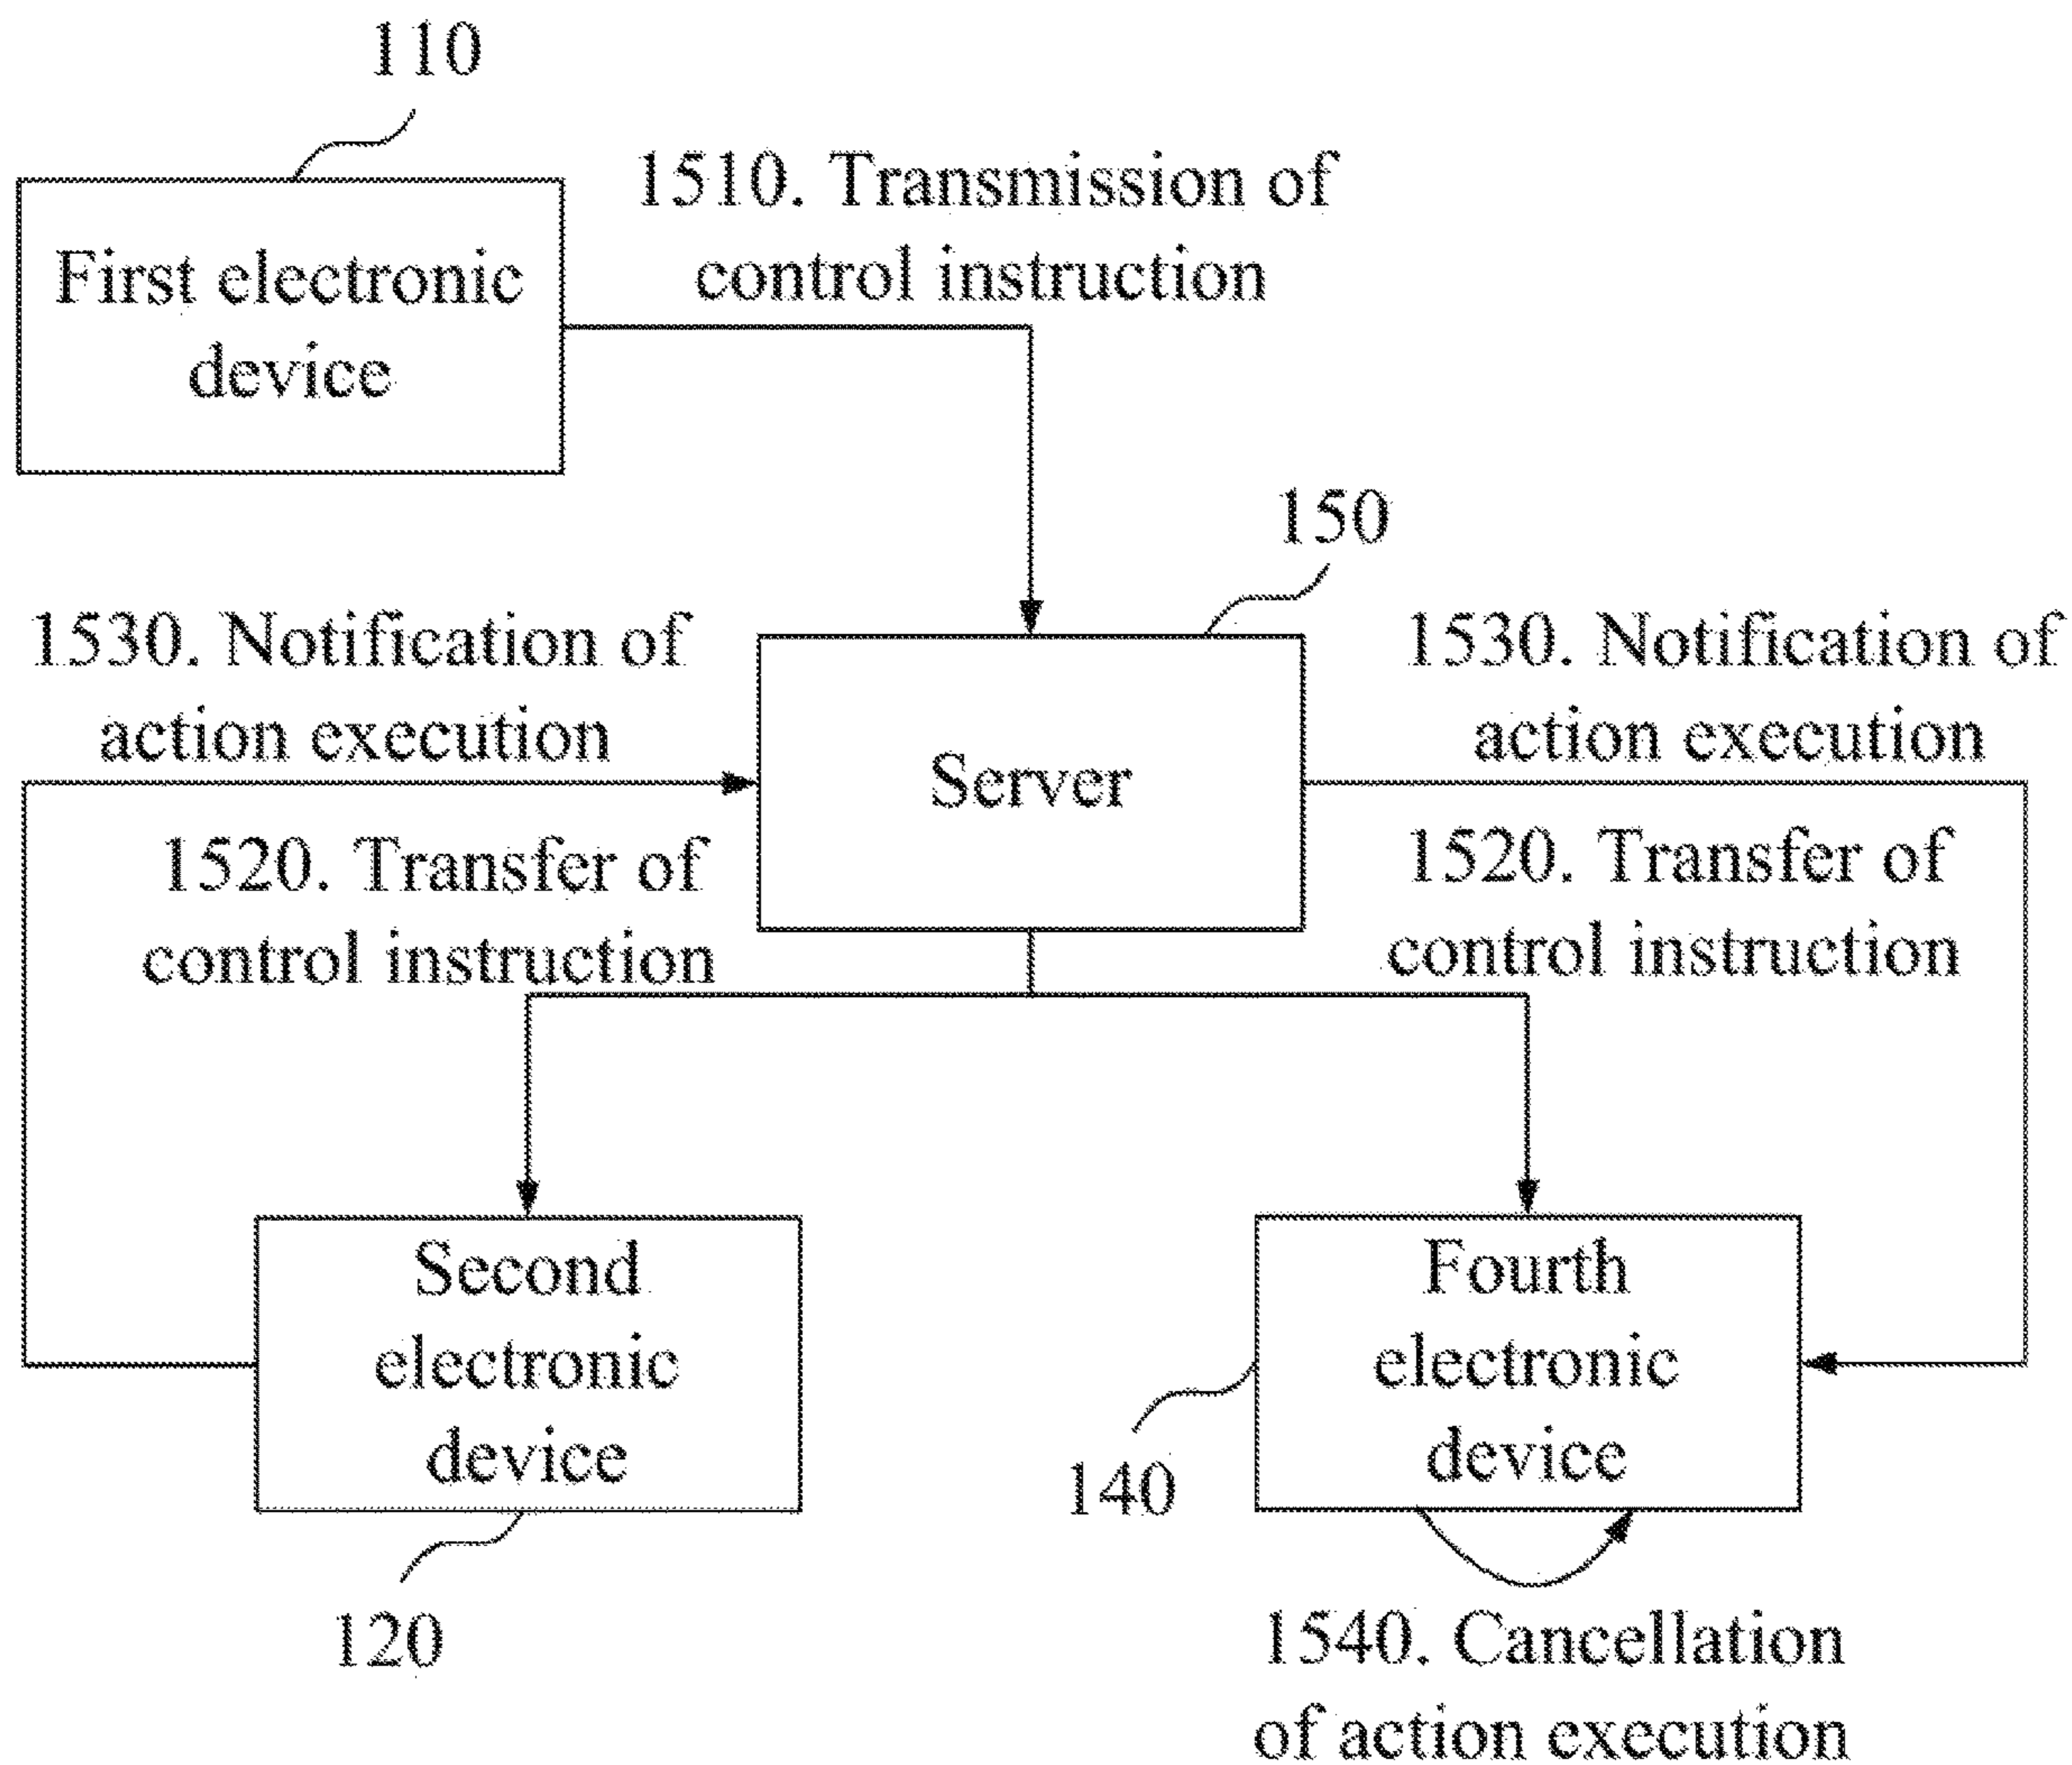 110
First electronic
device
1510. Transmission of
control instruction
150
1530. Notification of
action execution
Server
1530. Notification of
action execution
1520. Transfer of
control instruction
1520. Transfer of
control instruction
Second
electronic
device
120
Fourth
electronic
device
140
1540. Cancellation
of action execution